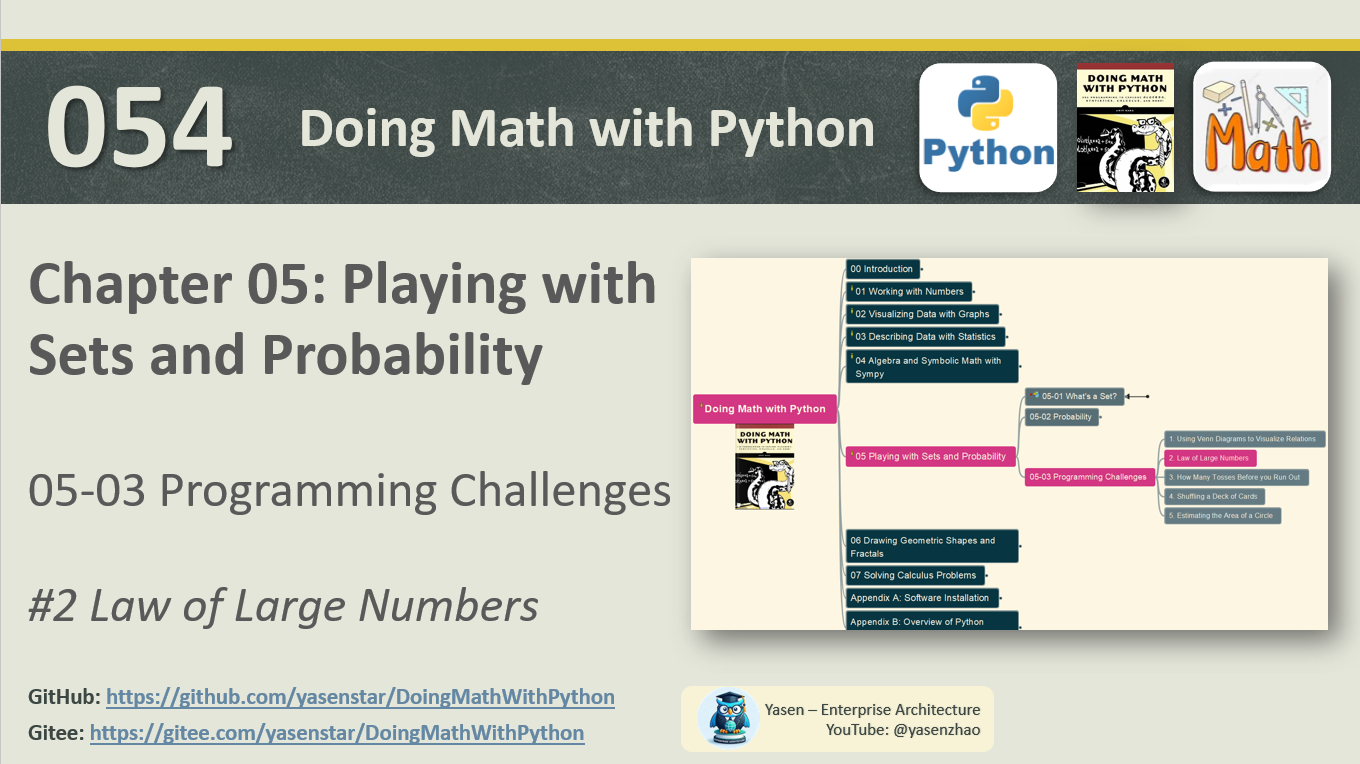 054
Doing Math with Python
Python
DOING MATH
WITH PYTHON
Math
Chapter 05: Playing with
Sets and Probability
05-03 Programming Challenges
#2 Law of Large Numbers
00 Introduction
01 Working with Numbers
02 Visualizing Data with Graphs
03 Describing Data with Statistics
04 Algebra and Symbolic Math with
Sympy
Doing Math with Python
DOING MATH
WITH PYTHON
05 Playing with Sets and Probability
05-01 What's a Set?
05-02 Probability
05-03 Programming Challenges
1. Using Venn Diagrams to Visualize Relations
2. Law of Large Numbers
3. How Many Tosses Before you Run Out
4. Shuffling a Deck of Cards
5. Estimating the Area of a Circle
06 Drawing Geometric Shapes and
Fractals
07 Solving Calculus Problems
Appendix A: Software Installation
Appendix B: Overview of Python
GitHub: https://github.com/yasenstar/DoingMathWithPython
Gitee: https://gitee.com/yasenstar/DoingMathWithPython
Yasen – Enterprise Architecture
YouTube: @yasenzhao